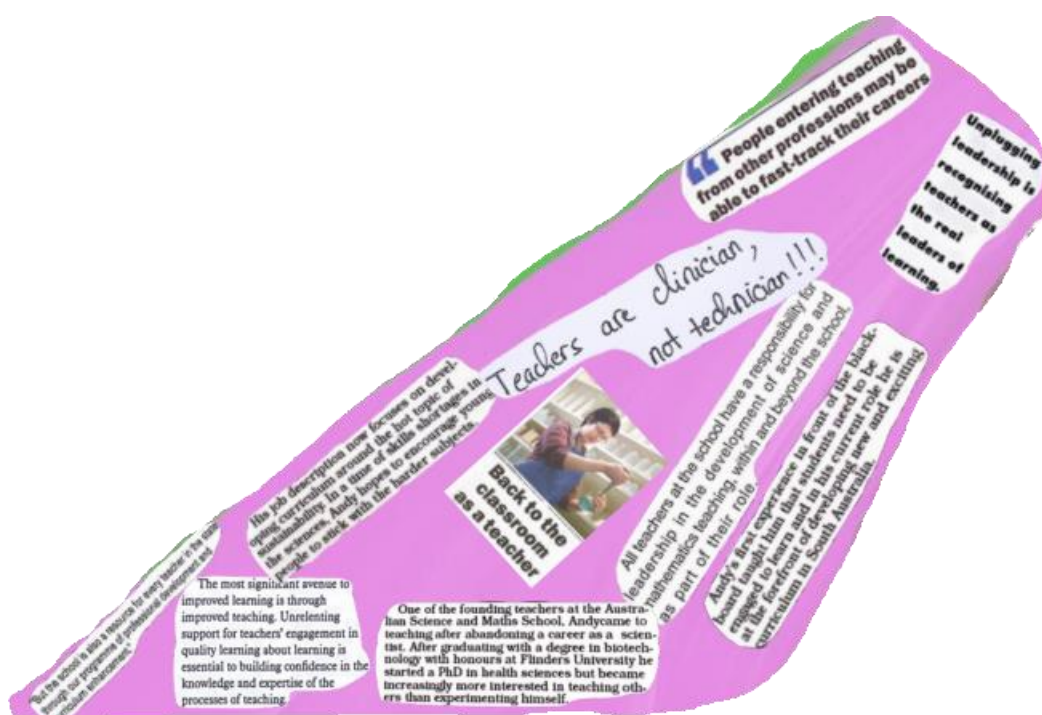 “ People entering teaching
from other professions may be
able to fast-track their careers
Unplugging
leadership is
recognising
teachers as
the real
leaders of
learning.
Teachers are clinician,
not technician!!!
His job description now focuses on devel-
oping curriculum around the hot topic of
sustainability. In a time of skills shortages in
the sciences, Andy hopes to encourage young
people to stick with the harder subjects.
Back to the
classroom
as a teacher
All teachers at the school have a responsibility for
leadership in the development of science and
mathematics teaching, within and beyond the school,
as part of their role.
Andy's first experience in front of the black-
board taught him that students need to be
engaged to learn and in his current role he is
at the forefront of developing new and exciting
curriculum in South Australia.
"But the school is also a resource for every teacher in the state
through our programme of professional development and
curriculum enhancement."
The most significant avenue to
improved learning is through
improved teaching. Unrelenting
support for teachers' engagement in
quality learning about learning is
essential to building confidence in the
knowledge and expertise of the
processes of teaching.
One of the founding teachers at the Austra-
lian Science and Maths School, Andycame to
teaching after abandoning a career as a scien-
tist. After graduating with a degree in biotech-
nology with honours at Flinders University he
started a PhD in health sciences but became
increasingly more interested in teaching oth-
ers than experimenting himself.